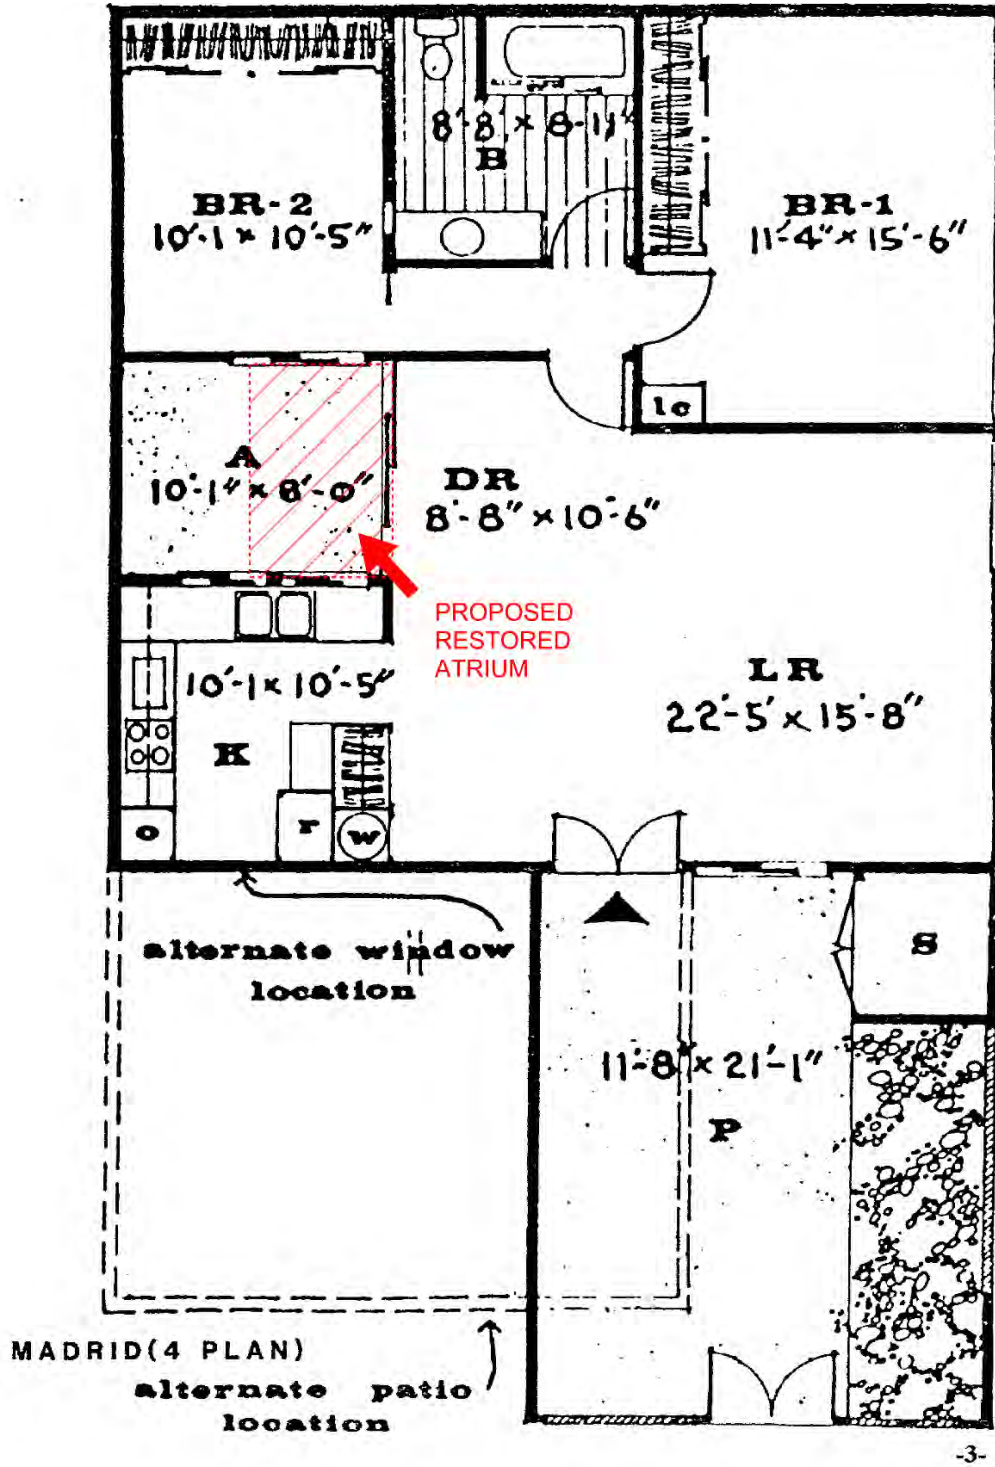 8'-8" x 8'-11"
B
BR-2
10'-1 x 10'-5"
BR-1
11'-4" x 15'-6"
lc
A
10'-1" x 8'-0"
DR
8'-8" x 10'-6"
PROPOSED
RESTORED
ATRIUM
10'-1 x 10'-5"
K
LR
22'-5' x 15'-8"
o
r
w
alternate window
location
S
11'-8" x 21'-1"
P
MADRID(4 PLAN)
alternate patio
location
-3-